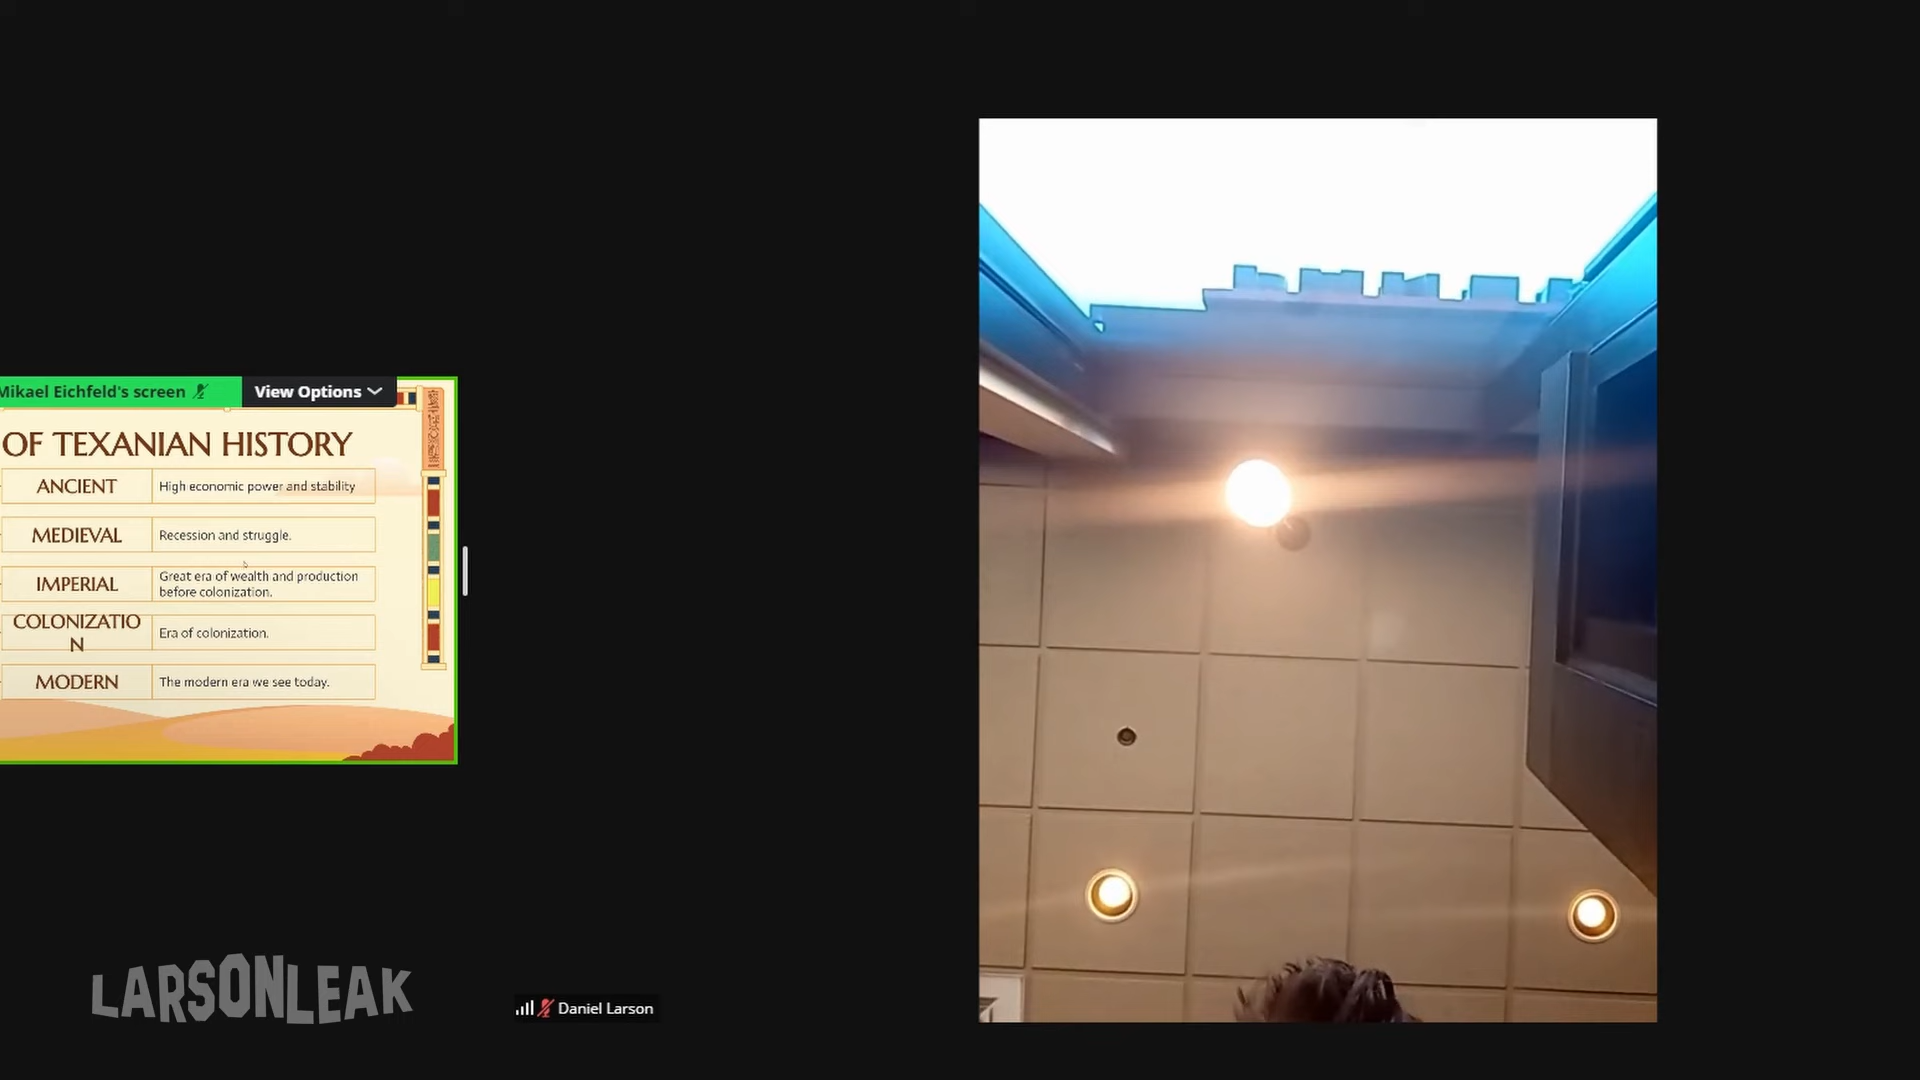 Mikael Eichfeld's screen
View Options
OF TEXANIAN HISTORY
ANCIENT
High economic power and stability
MEDIEVAL
Recession and struggle.
IMPERIAL
Great era of wealth and production
before colonization.
COLONIZATIO
N
Era of colonization.
MODERN
The modern era we see today.
LARSONLEAK
Daniel Larson